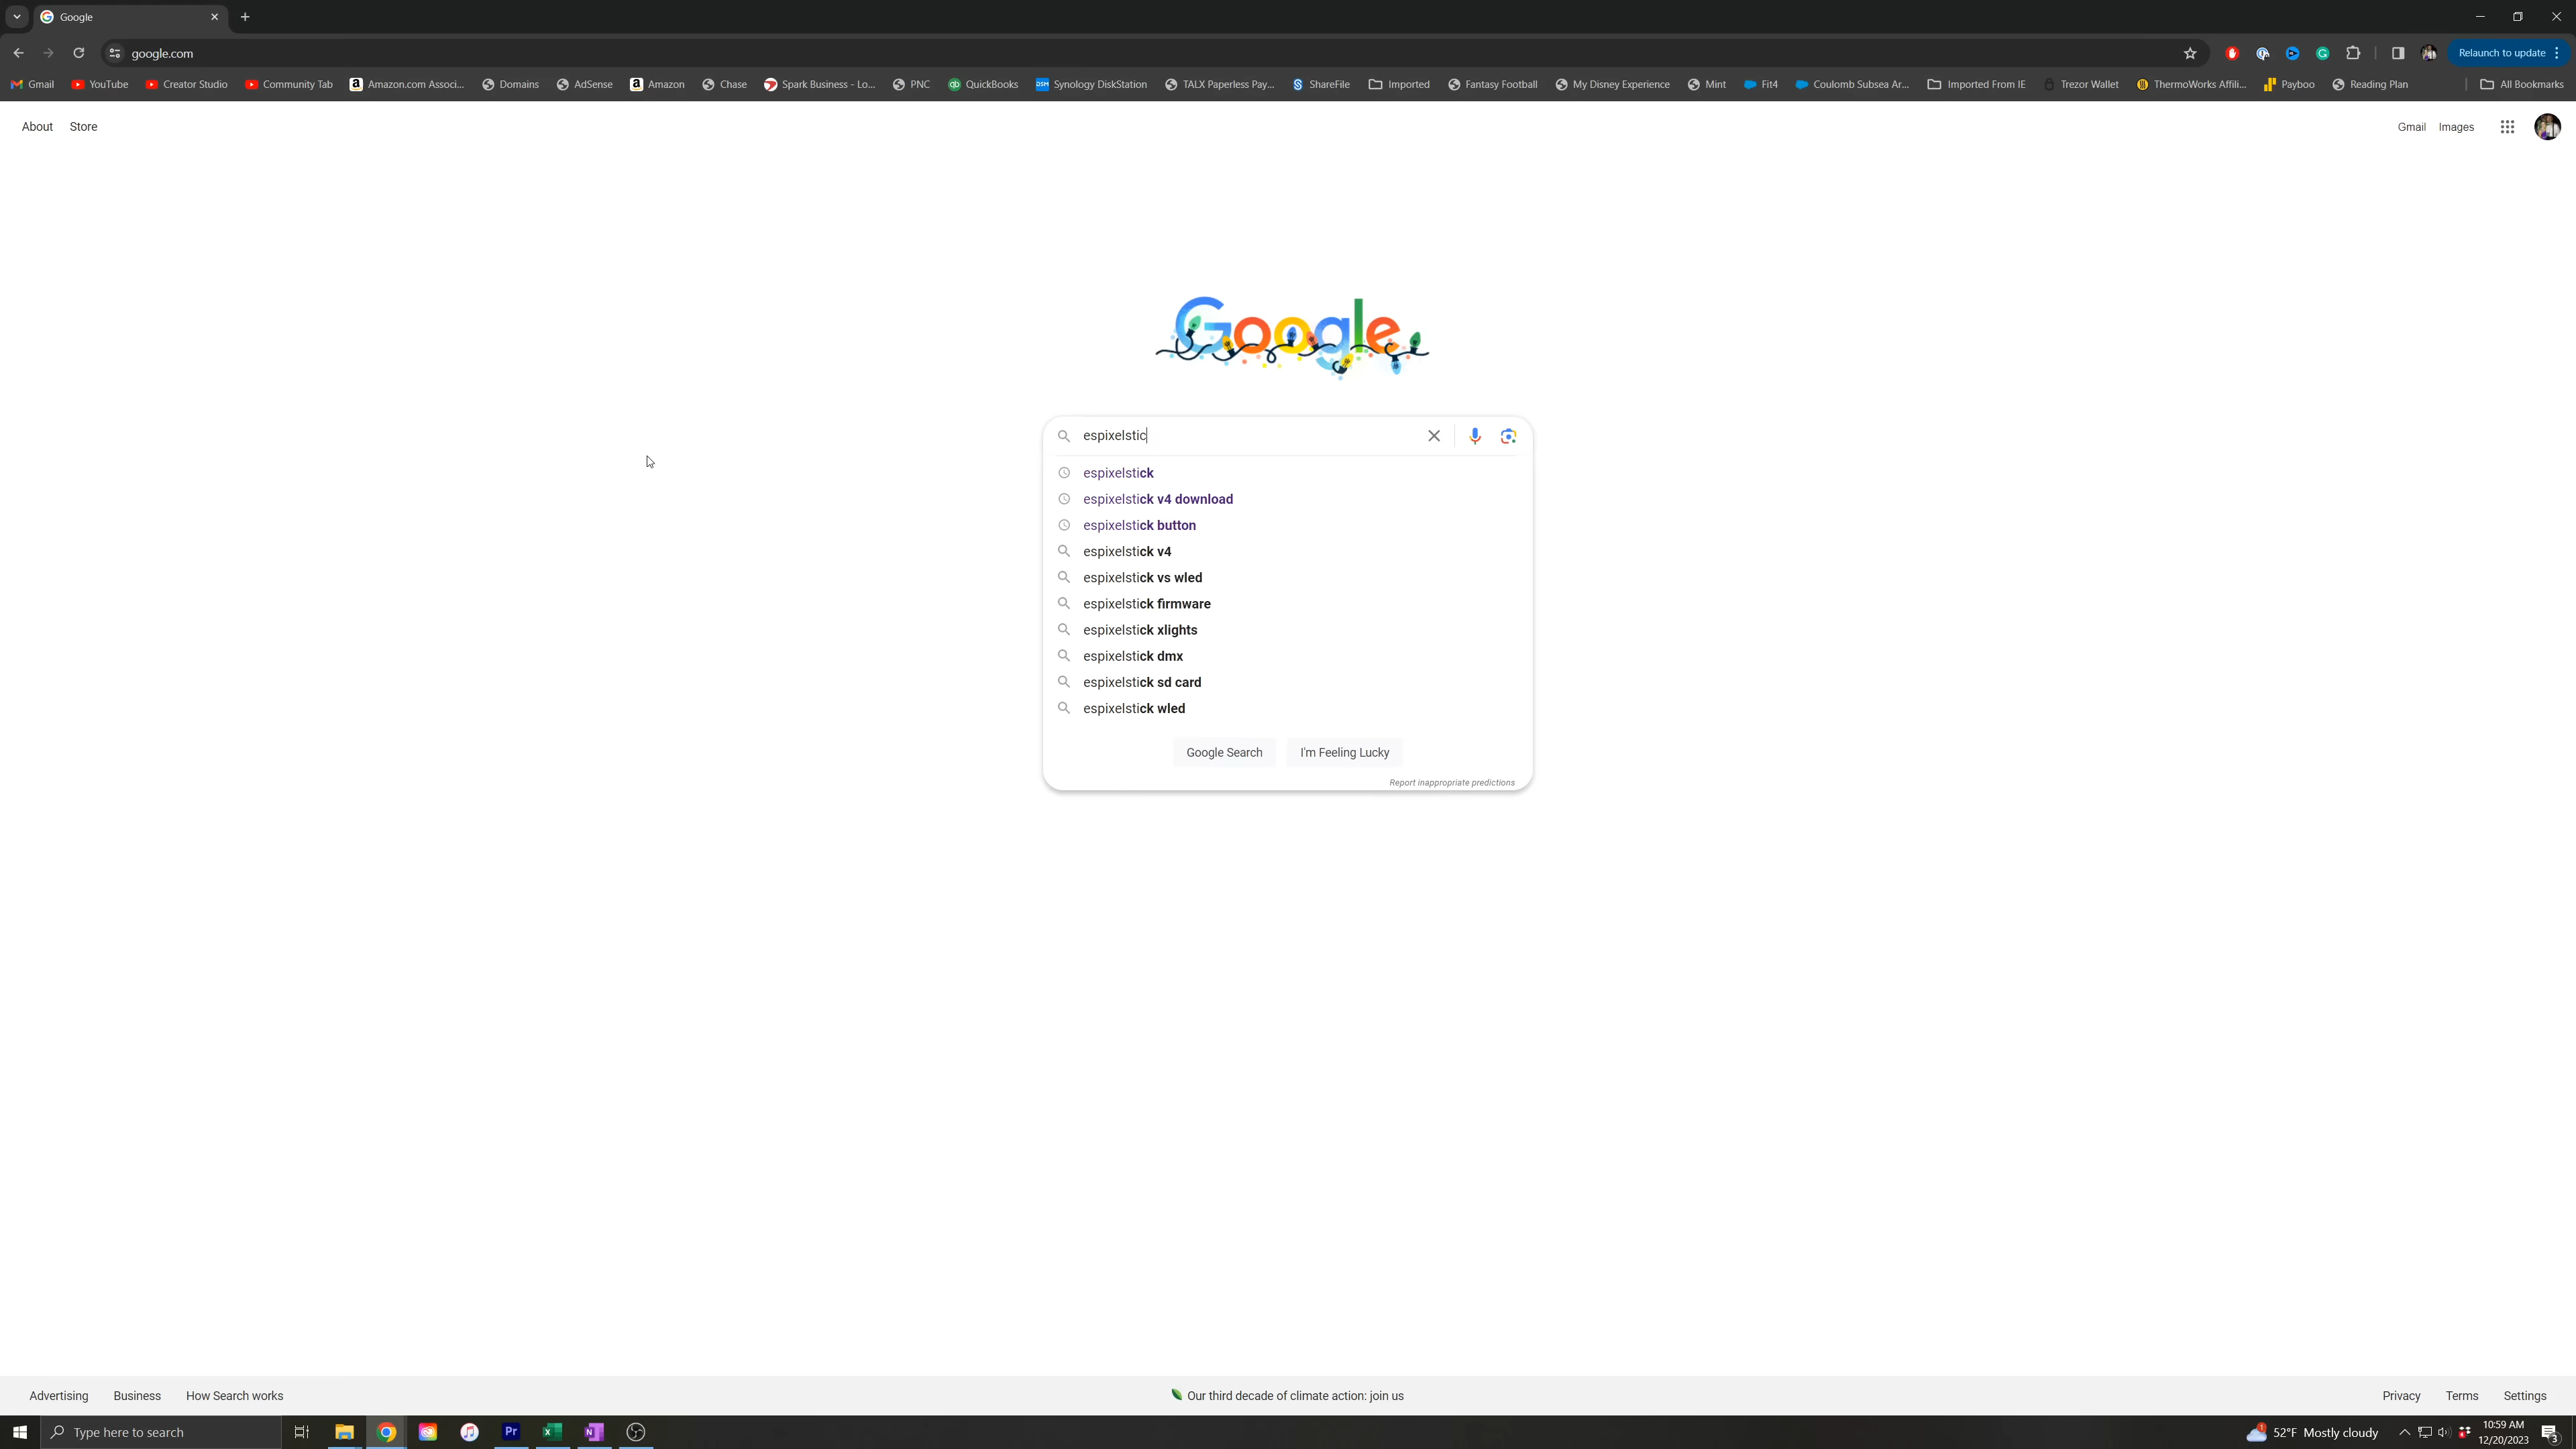 Google
google.com
Relaunch to update
Gmail YouTube Creator Studio Community Tab Amazon.com Associ... Domains AdSense Amazon Chase Spark Business - Lo... PNC QuickBooks Synology DiskStation TALX Paperless Pay... ShareFile Imported Fantasy Football My Disney Experience Mint Fit4 Coulomb Subsea Ar... Imported From IE Trezor Wallet ThermoWorks Affili... Payboo Reading Plan All Bookmarks
About Store Gmail Images
Google
espixelstic
espixelstick
espixelstick v4 download
espixelstick button
espixelstick v4
espixelstick vs wled
espixelstick firmware
espixelstick xlights
espixelstick dmx
espixelstick sd card
espixelstick wled
Google Search I'm Feeling Lucky
Report inappropriate predictions
Advertising Business How Search works Our third decade of climate action: join us Privacy Terms Settings
Type here to search
52°F Mostly cloudy
10:59 AM
12/20/2023